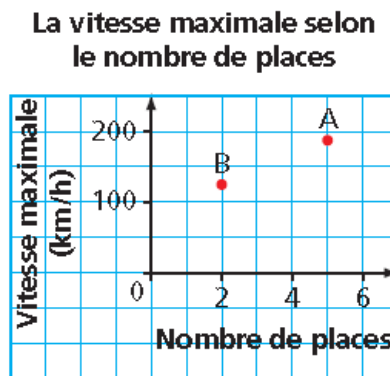 La vitesse maximale selon
le nombre de places
Vitesse maximale
(km/h)
200
A
B
100
0
2
4
6
Nombre de places